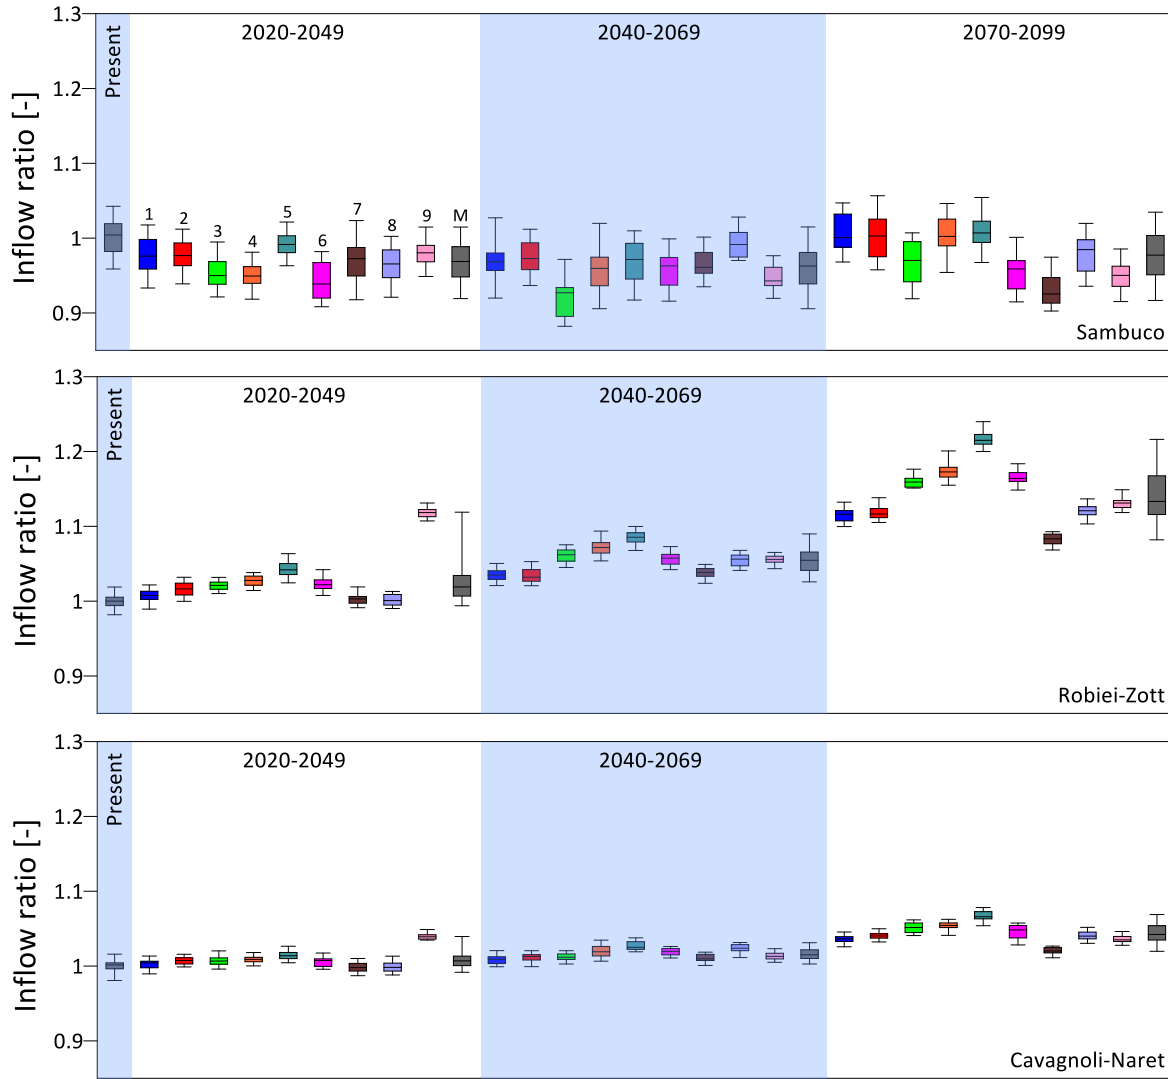 1.3
2020-2049
2040-2069
2070-2099
Present
1.2
Inflow ratio [-]
1.1
1 2 3 4 5 6 7 8 9 M
1
0.9
Sambuco
1.3
2020-2049
2040-2069
Present
1.2
Inflow ratio [-]
1.1
1
0.9
Robiei-Zott
1.3
2020-2049
2040-2069
Present
1.2
Inflow ratio [-]
1.1
1
0.9
Cavagnoli-Naret